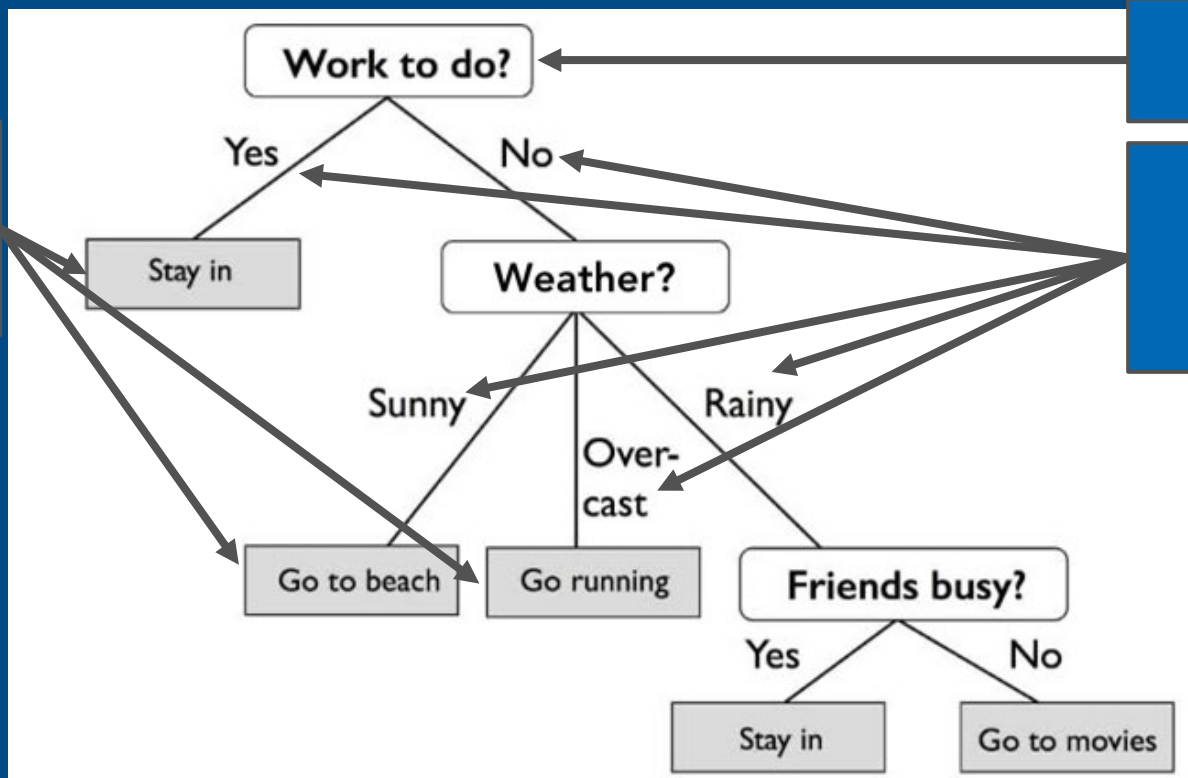 Work to do?
Yes
No
Stay in
Weather?
Sunny
Rainy
Over-
cast
Go to beach
Go running
Friends busy?
Yes
No
Stay in
Go to movies